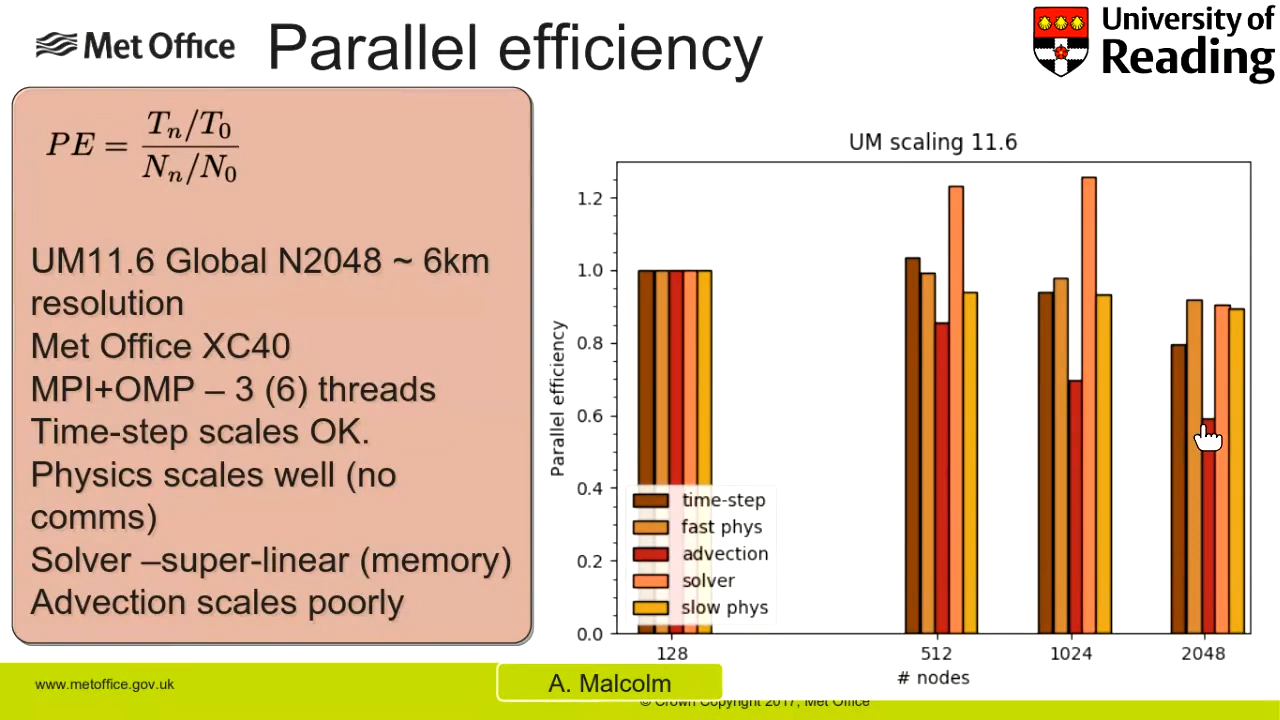 Met Office
Parallel efficiency
University of
Reading
PE = Tn/T0
Nn/N0
UM11.6 Global N2048 ~ 6km
resolution
Met Office XC40
MPI+OMP – 3 (6) threads
Time-step scales OK.
Physics scales well (no
comms)
Solver –super-linear (memory)
Advection scales poorly
UM scaling 11.6
Parallel efficiency
1.2
1.0
0.8
0.6
0.4
0.2
0.0
time-step
fast phys
advection
solver
slow phys
128 512 1024 2048
# nodes
www.metoffice.gov.uk
A. Malcolm
© Crown Copyright 2017, Met Office